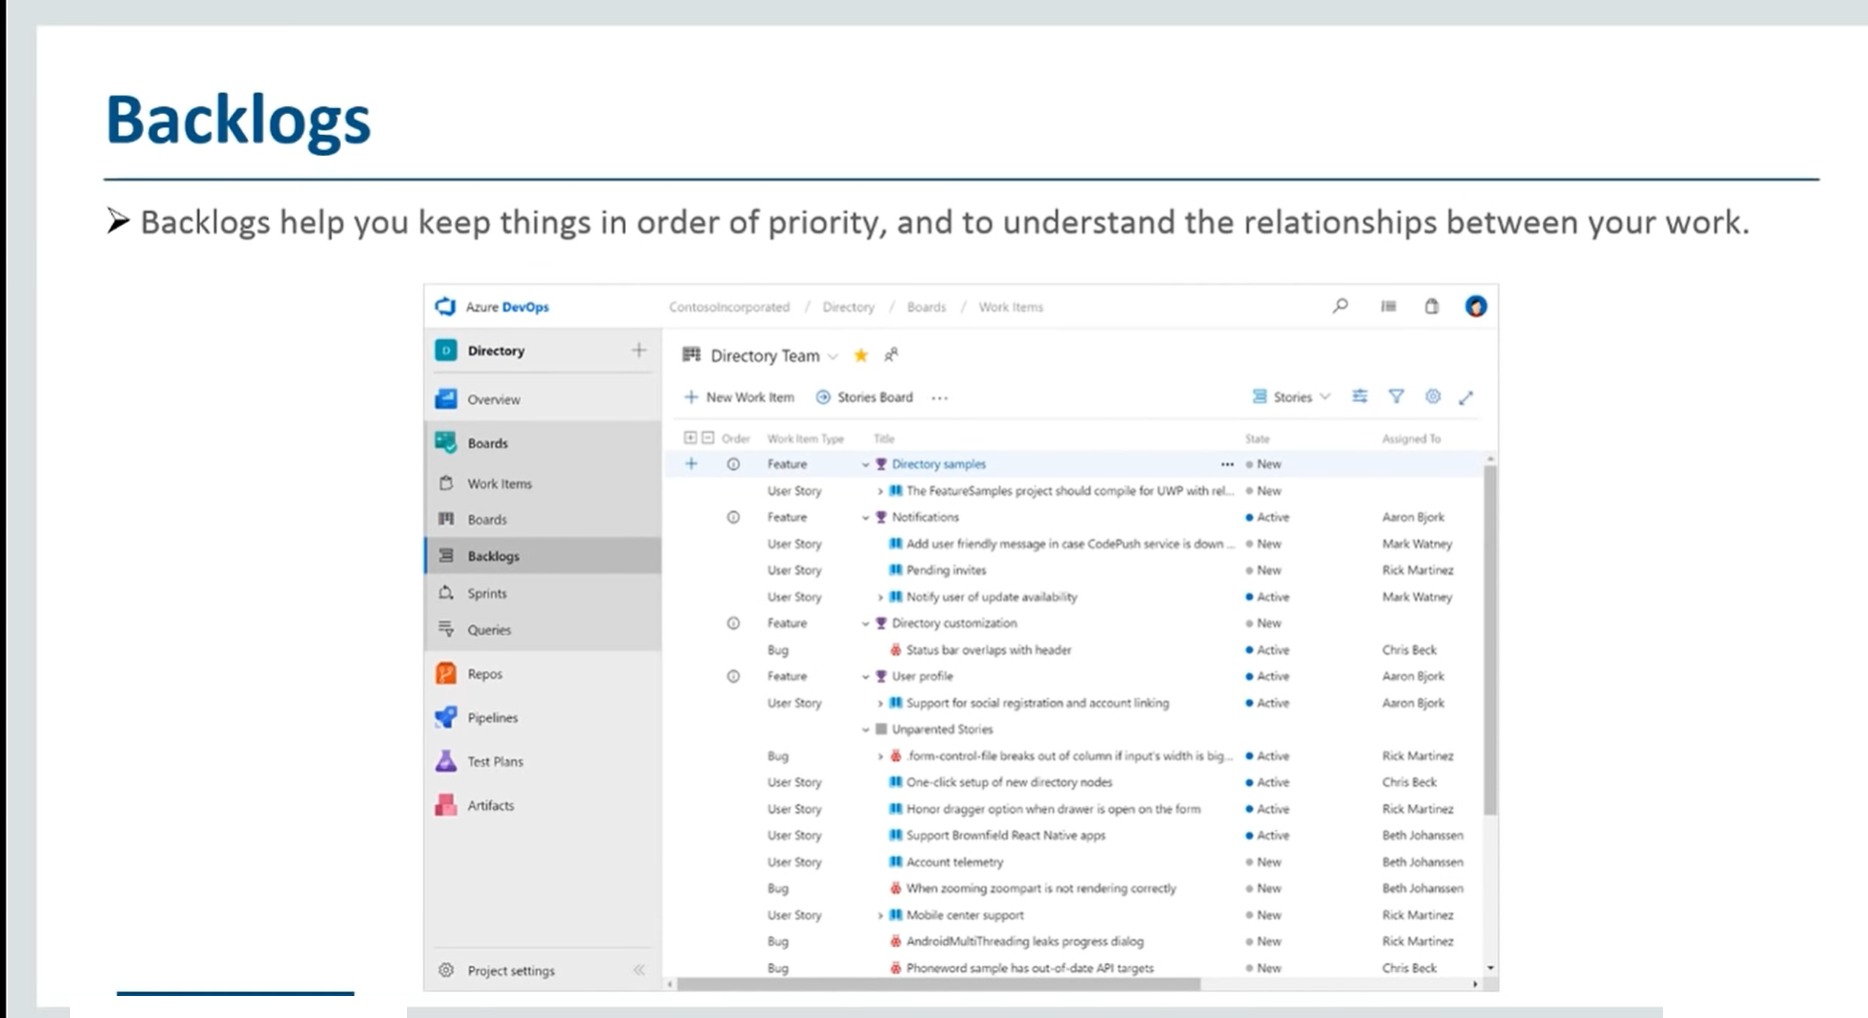 Backlogs
Backlogs help you keep things in order of priority, and to understand the relationships between your work.
Azure DevOps
ContosoIncorporated / Directory / Boards / Work Items
D Directory
Overview
Boards
Work Items
Boards
Backlogs
Sprints
Queries
Repos
Pipelines
Test Plans
Artifacts
Project settings
Directory Team
New Work Item Stories Board ... Stories
Order Work Item Type Title State Assigned To
Feature Directory samples ... New
User Story The FeatureSamples project should compile for UWP with rel... New
Feature Notifications Active Aaron Bjork
User Story Add user friendly message in case CodePush service is down ... New Mark Watney
User Story Pending invites New Rick Martinez
User Story Notify user of update availability Active Mark Watney
Feature Directory customization New
Bug Status bar overlaps with header Active Chris Beck
Feature User profile Active Aaron Bjork
User Story Support for social registration and account linking Active Aaron Bjork
Unparented Stories
Bug .form-control-file breaks out of column if input's width is big... Active Rick Martinez
User Story One-click setup of new directory nodes Active Chris Beck
User Story Honor dragger option when drawer is open on the form Active Rick Martinez
User Story Support Brownfield React Native apps Active Beth Johanssen
User Story Account telemetry New Beth Johanssen
Bug When zooming zoompart is not rendering correctly New Beth Johanssen
User Story Mobile center support New Rick Martinez
Bug AndroidMultiThreading leaks progress dialog New Rick Martinez
Bug Phoneword sample has out-of-date API targets New Chris Beck